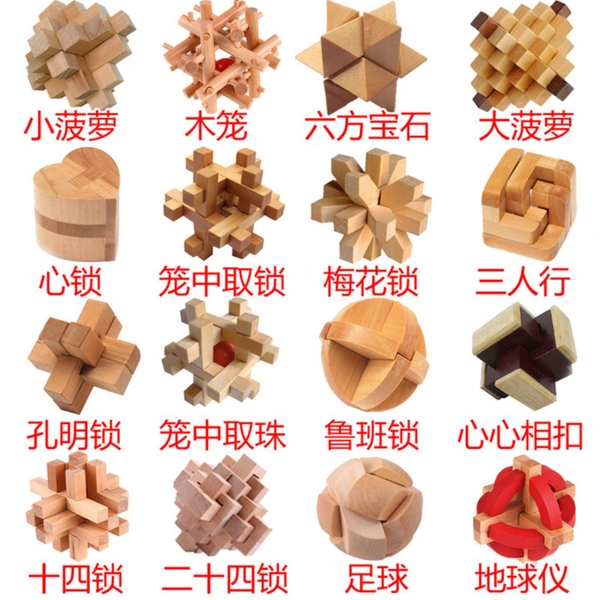 小菠萝 木笼 六方宝石 大菠萝
心锁 笼中取锁 梅花锁 三人行
孔明锁 笼中取珠 鲁班锁 心心相扣
十四锁 二十四锁 足球 地球仪